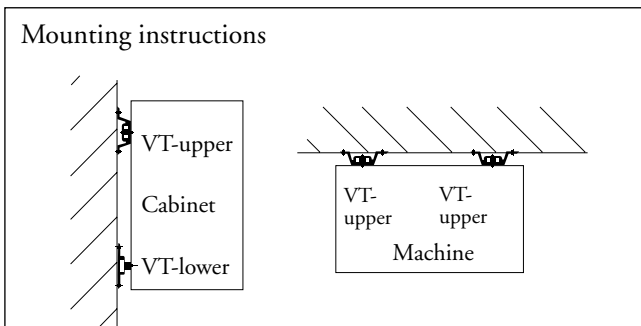 Mounting instructions
VT-upper
Cabinet
VT-lower
VT-
upper
VT-
upper
Machine